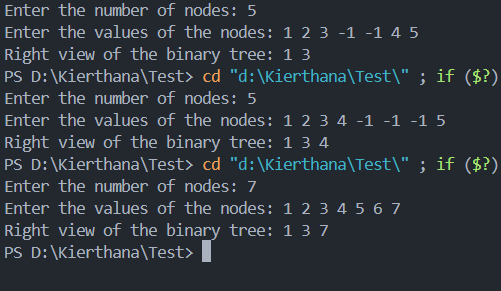 Enter the number of nodes: 5
Enter the values of the nodes: 1 2 3 -1 -1 4 5
Right view of the binary tree: 1 3
PS D:\Kierthana\Test> cd "d:\Kierthana\Test\" ; if ($?)
Enter the number of nodes: 5
Enter the values of the nodes: 1 2 3 4 -1 -1 -1 5
Right view of the binary tree: 1 3 4
PS D:\Kierthana\Test> cd "d:\Kierthana\Test\" ; if ($?)
Enter the number of nodes: 7
Enter the values of the nodes: 1 2 3 4 5 6 7
Right view of the binary tree: 1 3 7
PS D:\Kierthana\Test>